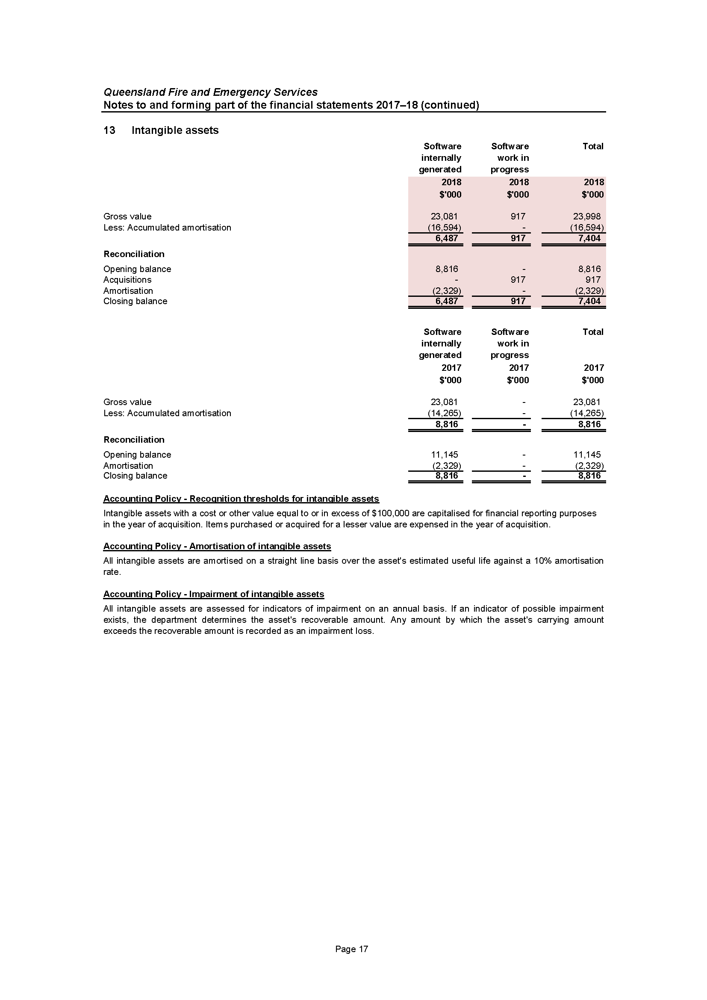 Queensland Fire and Emergency Services
Notes to and forming part of the financial statements 2017–18 (continued)
13 Intangible assets
Software Software Total
internally work in
generated progress
2018 2018 2018
$'000 $'000 $'000
Gross value 23,081 917 23,998
Less: Accumulated amortisation (16,594) - (16,594)
6,487 917 7,404
Reconciliation
Opening balance 8,816 - 8,816
Acquisitions - 917 917
Amortisation (2,329) - (2,329)
Closing balance 6,487 917 7,404
Software Software Total
internally work in
generated progress
2017 2017 2017
$'000 $'000 $'000
Gross value 23,081 - 23,081
Less: Accumulated amortisation (14,265) - (14,265)
8,816 - 8,816
Reconciliation
Opening balance 11,145 - 11,145
Amortisation (2,329) - (2,329)
Closing balance 8,816 - 8,816
Accounting Policy - Recognition thresholds for intangible assets
Intangible assets with a cost or other value equal to or in excess of $100,000 are capitalised for financial reporting purposes
in the year of acquisition. Items purchased or acquired for a lesser value are expensed in the year of acquisition.
Accounting Policy - Amortisation of intangible assets
All intangible assets are amortised on a straight line basis over the asset's estimated useful life against a 10% amortisation
rate.
Accounting Policy - Impairment of intangible assets
All intangible assets are assessed for indicators of impairment on an annual basis. If an indicator of possible impairment
exists, the department determines the asset's recoverable amount. Any amount by which the asset's carrying amount
exceeds the recoverable amount is recorded as an impairment loss.
Page 17